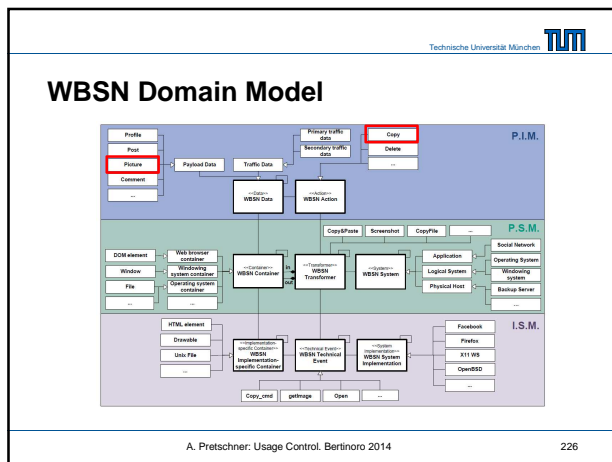 Technische Universität München
TUM
WBSN Domain Model
P.I.M.
Profile
Post
Picture
Comment
...
Payload Data
Traffic Data
Primary traffic
data
Secondary traffic
data
Copy
Delete
...
<<Data>>
WBSN Data
<<Action>>
WBSN Action
P.S.M.
Copy&Paste
Screenshot
CopyFile
...
DOM element
Window
File
...
Web browser
container
Windowing
system container
Operating system
container
...
<<Container>>
WBSN Container
in
out
<<Transformer>>
WBSN
Transformer
<<System>>
WBSN System
Application
Logical System
Physical Host
Social Network
Operating System
Windowing
system
Backup Server
...
I.S.M.
HTML element
Drawable
Unix File
...
<<Implementation-
specific Container>>
WBSN
Implementation-
specific Container
<<Technical Event>>
WBSN Technical
Event
<<System
Implementation>>
WBSN System
Implementation
Facebook
Firefox
X11 WS
OpenBSD
...
Copy_cmd
getImage
Open
...
A. Pretschner: Usage Control. Bertinoro 2014
226